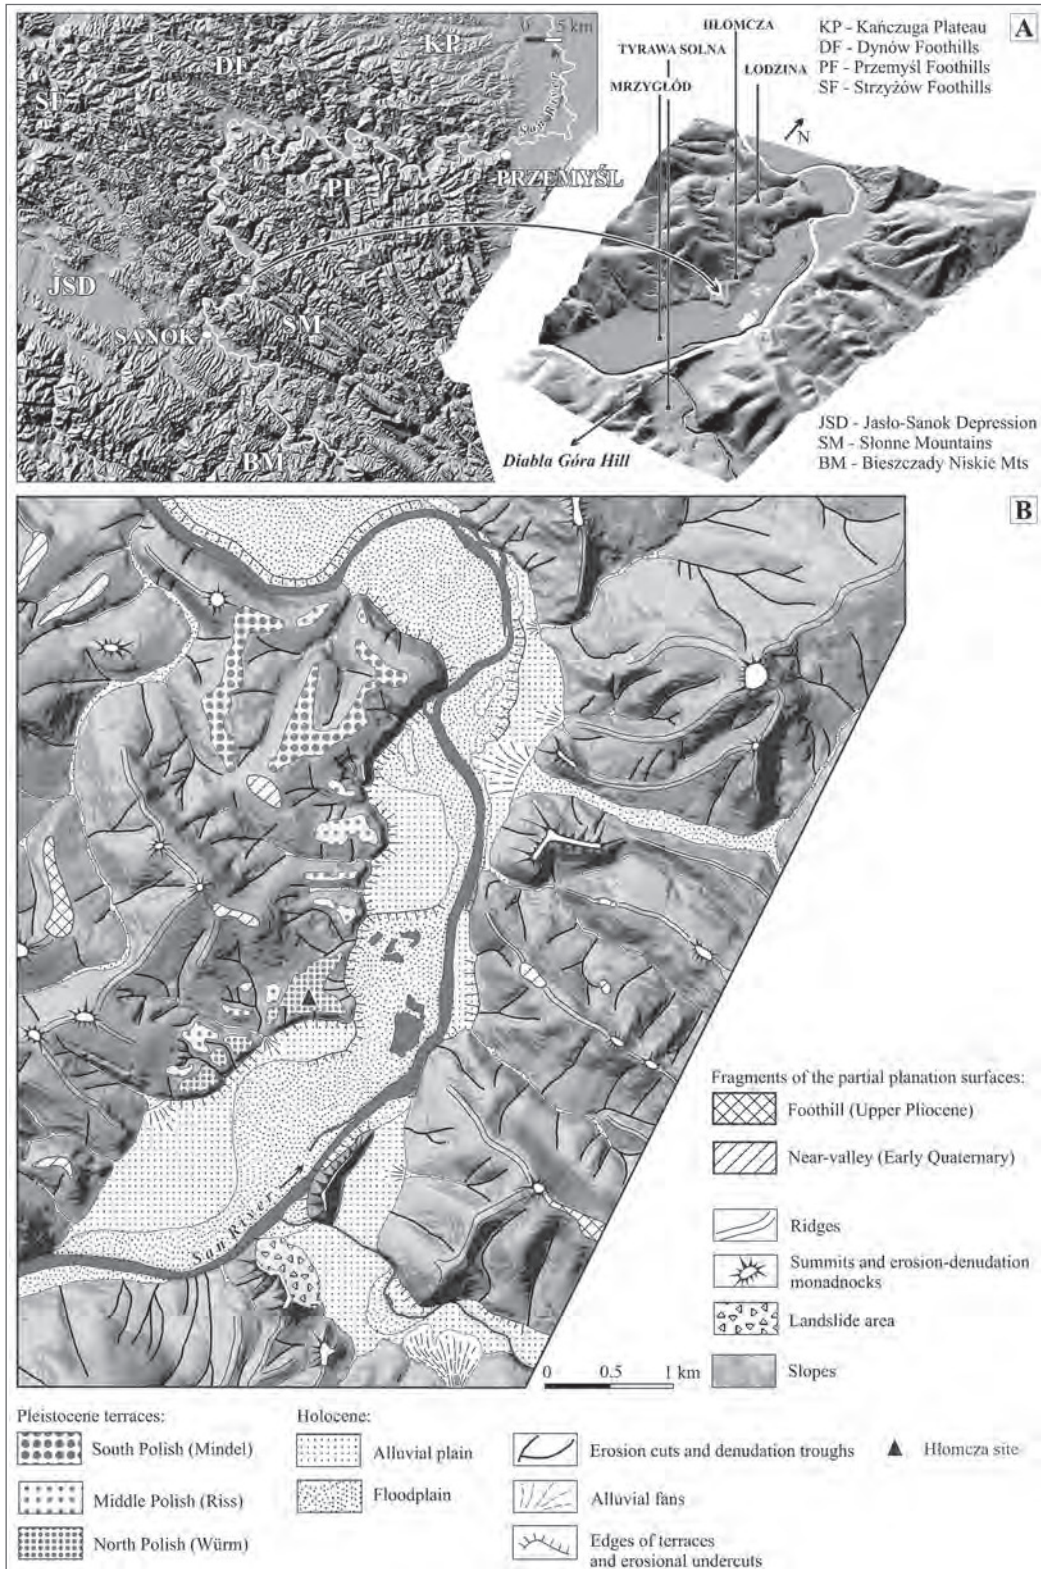 A
0 5 km
KP
DF
SF
PF
San River
PRZEMYŚL
JSD
SANOK
SM
BM
HŁOMCZA
TYRAWA SOLNA
ŁODZINA
MRZYGŁÓD
N
Diabla Góra Hill
KP - Kańczuga Plateau
DF - Dynów Foothills
PF - Przemyśl Foothills
SF - Strzyżów Foothills
JSD - Jasło-Sanok Depression
SM - Słonne Mountains
BM - Bieszczady Niskie Mts
B
San River
Fragments of the partial planation surfaces:
Foothill (Upper Pliocene)
Near-valley (Early Quaternary)
Ridges
Summits and erosion-denudation
monadnocks
Landslide area
Slopes
0 0.5 1 km
Pleistocene terraces:
South Polish (Mindel)
Middle Polish (Riss)
North Polish (Würm)
Holocene:
Alluvial plain
Floodplain
Erosion cuts and denudation troughs
Alluvial fans
Edges of terraces
and erosional undercuts
Hłomcza site